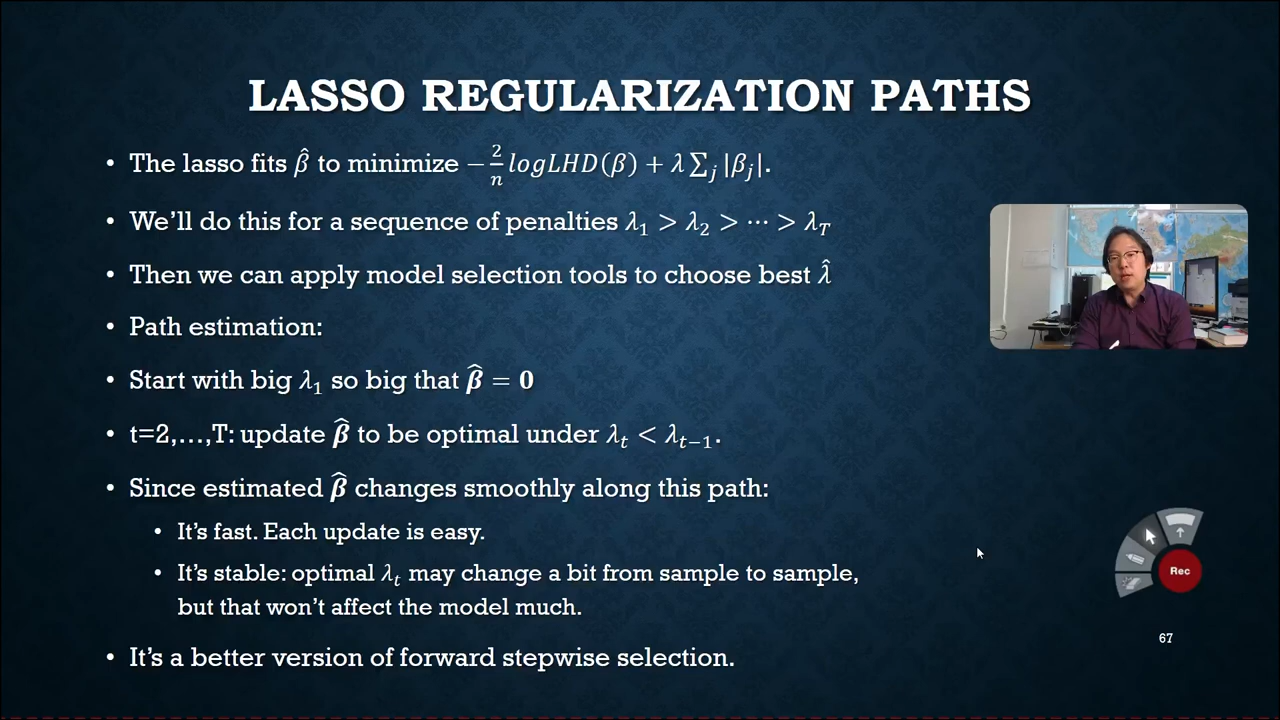 LASSO REGULARIZATION PATHS
• The lasso fits β̂ to minimize −2/n logLHD(β) + λ∑ⱼ|βⱼ|.
• We'll do this for a sequence of penalties λ₁ > λ₂ > ⋯ > λ_T
• Then we can apply model selection tools to choose best λ̂
• Path estimation:
• Start with big λ₁ so big that β̂ = 0
• t=2,…,T: update β̂ to be optimal under λₜ < λₜ₋₁.
• Since estimated β̂ changes smoothly along this path:
• It's fast. Each update is easy.
• It's stable: optimal λₜ may change a bit from sample to sample,
but that won't affect the model much.
• It's a better version of forward stepwise selection.
Rec
67